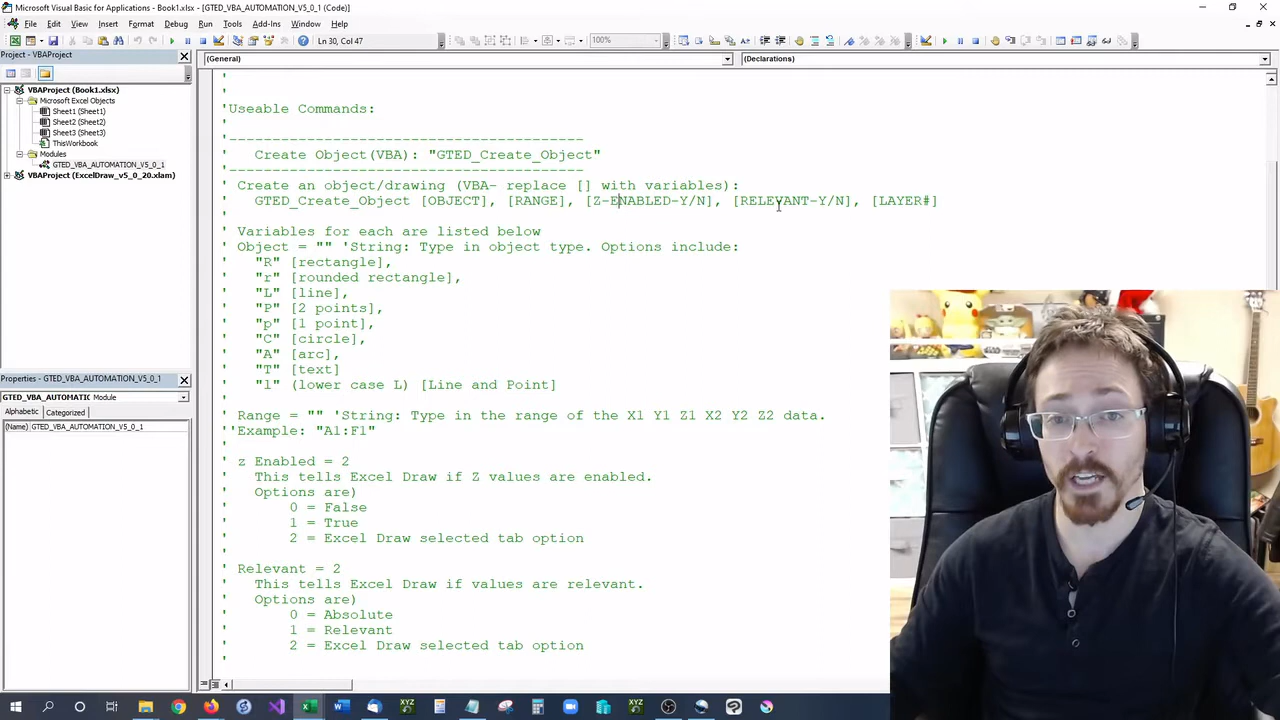 Microsoft Visual Basic for Applications - Book1.xlsx - [GTED_VBA_AUTOMATION_V5_0_1 (Code)]
File Edit View Insert Format Debug Run Tools Add-Ins Window Help
Ln 30, Col 47
100%
Project - VBAProject
(General)
(Declarations)
VBAProject (Book1.xlsx)
Microsoft Excel Objects
Sheet1 (Sheet1)
Sheet2 (Sheet2)
Sheet3 (Sheet3)
ThisWorkbook
Modules
GTED_VBA_AUTOMATION_V5_0_1
VBAProject (ExcelDraw_v5_0_20.xlam)
Properties - GTED_VBA_AUTOMATION_V5_0_1
GTED_VBA_AUTOMATIC Module
Alphabetic Categorized
(Name) GTED_VBA_AUTOMATION_V5_0_1
'
'
'Useable Commands:
'
'-----------------------------------------
'   Create Object(VBA): "GTED_Create_Object"
'-----------------------------------------
' Create an object/drawing (VBA- replace [] with variables):
'   GTED_Create_Object [OBJECT], [RANGE], [Z-ENABLED-Y/N], [RELEVANT-Y/N], [LAYER#]
'
' Variables for each are listed below
' Object = "" 'String: Type in object type. Options include:
'   "R" [rectangle],
'   "r" [rounded rectangle],
'   "L" [line],
'   "P" [2 points],
'   "p" [1 point],
'   "C" [circle],
'   "A" [arc],
'   "T" [text]
'   "l" (lower case L) [Line and Point]
'
' Range = "" 'String: Type in the range of the X1 Y1 Z1 X2 Y2 Z2 data.
''Example: "A1:F1"
'
' z Enabled = 2
'   This tells Excel Draw if Z values are enabled.
'   Options are)
'       0 = False
'       1 = True
'       2 = Excel Draw selected tab option
'
' Relevant = 2
'   This tells Excel Draw if values are relevant.
'   Options are)
'       0 = Absolute
'       1 = Relevant
'       2 = Excel Draw selected tab option
'
XYZ
XYZ